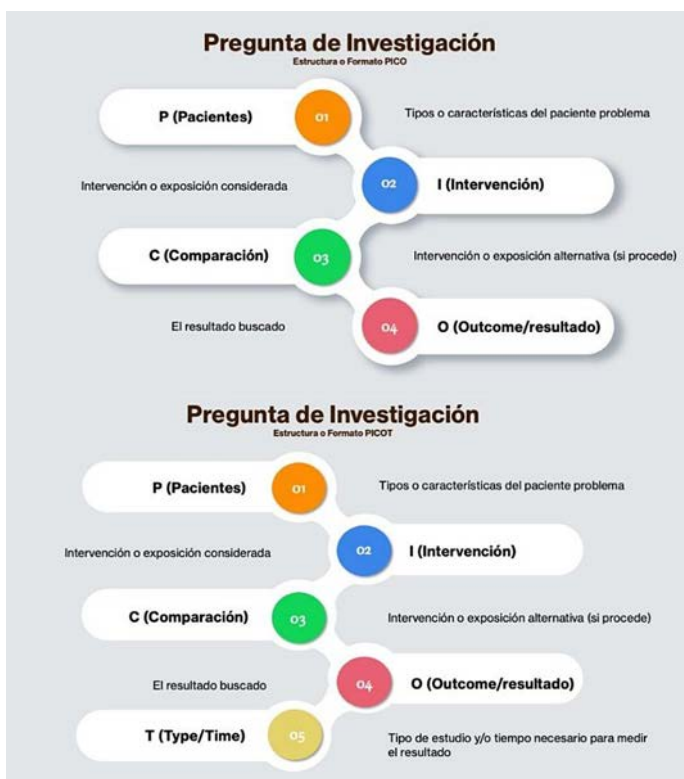 Pregunta de Investigación
Estructura o Formato PICO
P (Pacientes)
01
Tipos o características del paciente problema
Intervención o exposición considerada
02
I (Intervención)
C (Comparación)
03
Intervención o exposición alternativa (si procede)
El resultado buscado
04
O (Outcome/resultado)
Pregunta de Investigación
Estructura o Formato PICOT
P (Pacientes)
01
Tipos o características del paciente problema
Intervención o exposición considerada
02
I (Intervención)
C (Comparación)
03
Intervención o exposición alternativa (si procede)
El resultado buscado
04
O (Outcome/resultado)
T (Type/Time)
05
Tipo de estudio y/o tiempo necesario para medir
el resultado